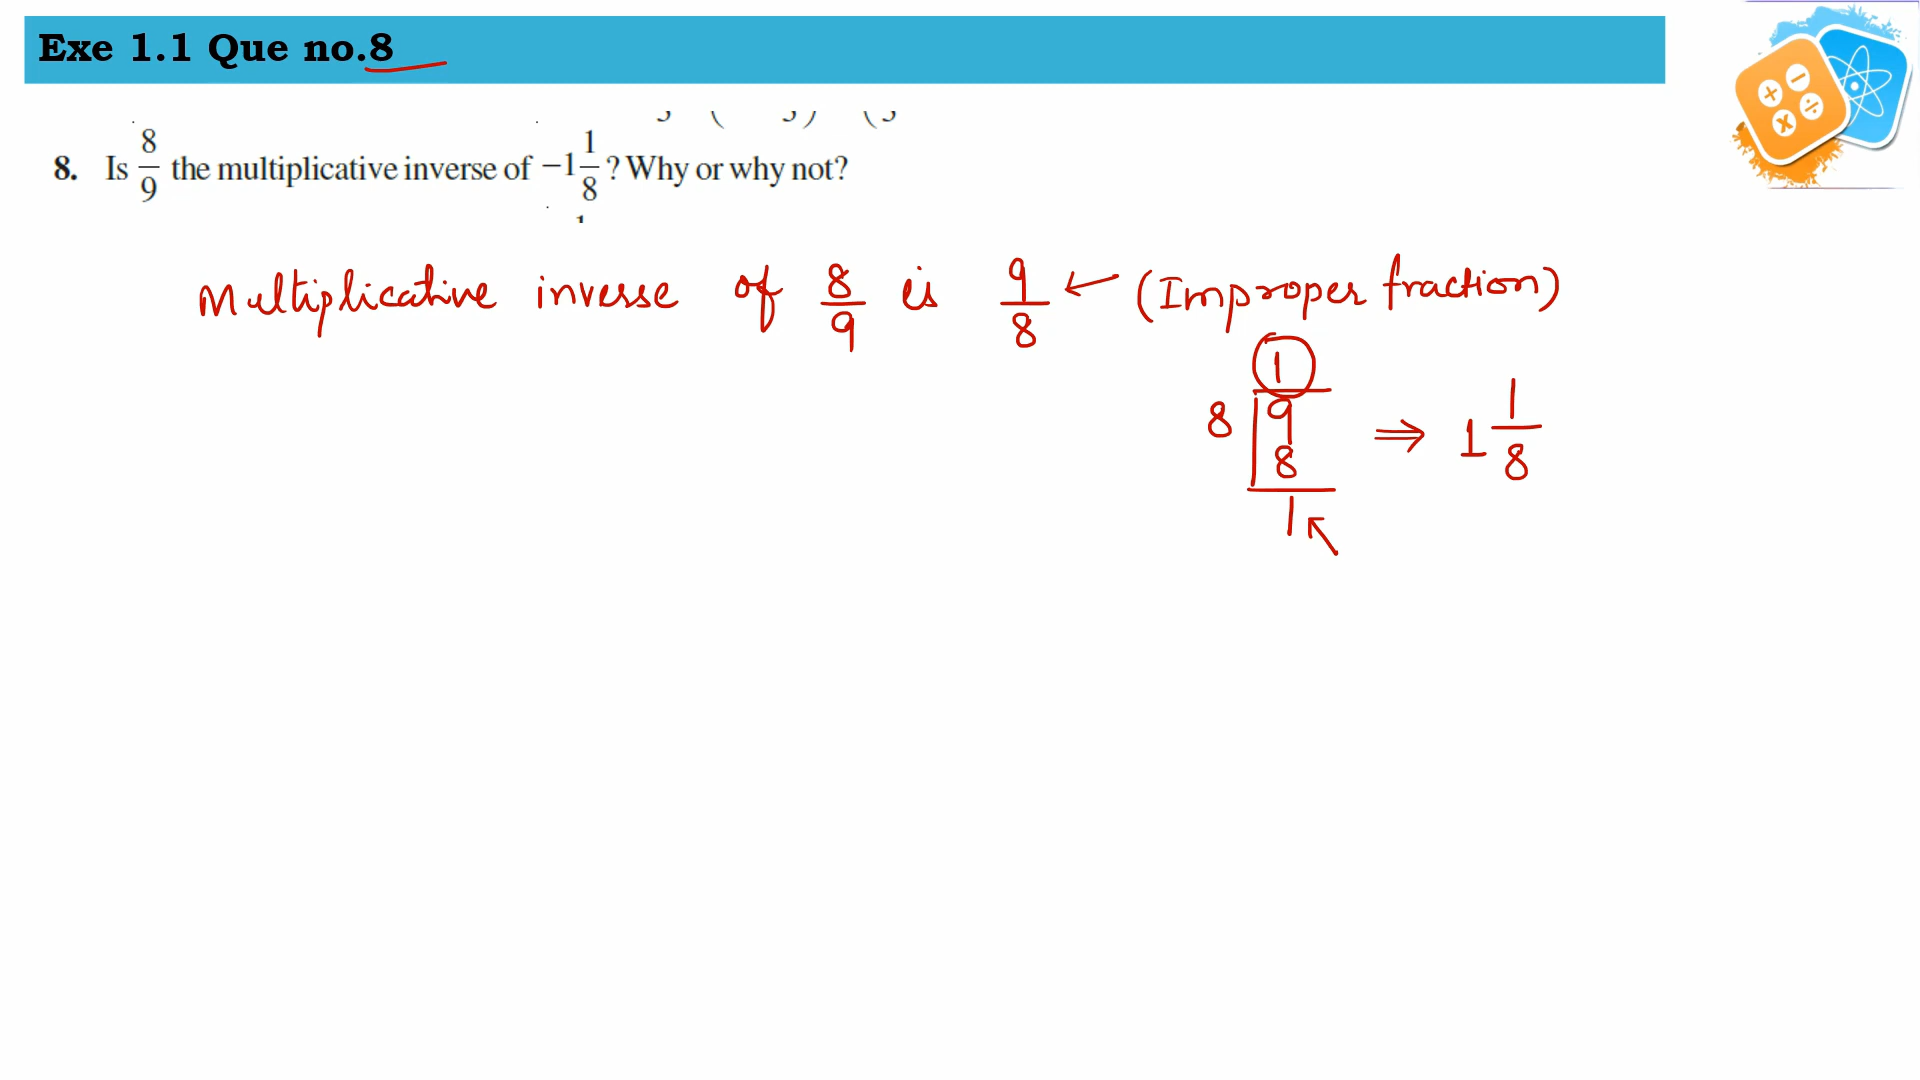 Exe 1.1 Que no.8
8. Is 8/9 the multiplicative inverse of −1 1/8 ? Why or why not?
Multiplicative inverse of 8/9 is 9/8 ← (Improper fraction)
1
8 9 ⇒ 1 1/8
8
1